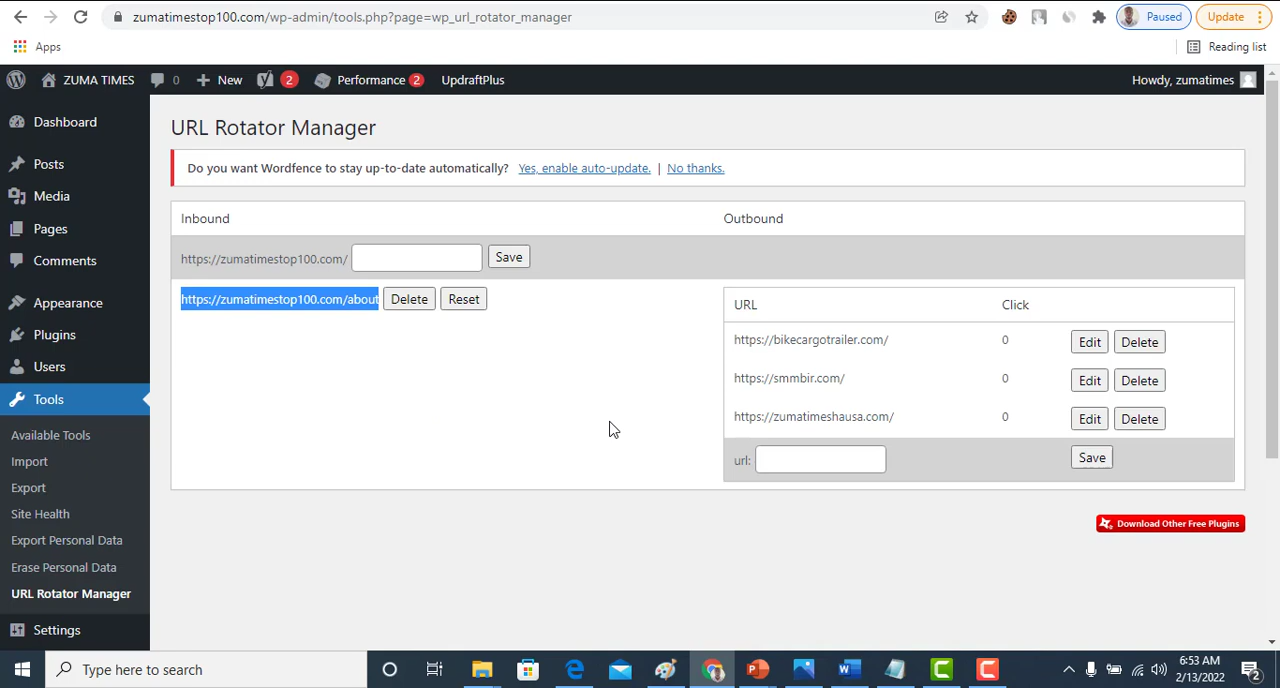 zumatimestop100.com/wp-admin/tools.php?page=wp_url_rotator_manager
Paused
Update
Apps
Reading list
ZUMA TIMES
0
New
2
Performance 2
UpdraftPlus
Howdy, zumatimes
Dashboard
Posts
Media
Pages
Comments
Appearance
Plugins
Users
Tools
Available Tools
Import
Export
Site Health
Export Personal Data
Erase Personal Data
URL Rotator Manager
Settings
URL Rotator Manager
Do you want Wordfence to stay up-to-date automatically? Yes, enable auto-update. | No thanks.
Inbound
Outbound
https://zumatimestop100.com/
Save
https://zumatimestop100.com/about
Delete
Reset
URL
Click
https://bikecargotrailer.com/ 0 Edit Delete
https://smmbir.com/ 0 Edit Delete
https://zumatimeshausa.com/ 0 Edit Delete
url:
Save
Download Other Free Plugins
Type here to search
6:53 AM
2/13/2022
2